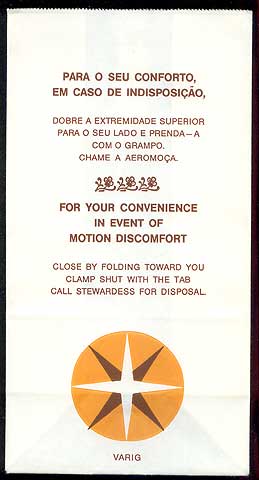 PARA O SEU CONFORTO,
EM CASO DE INDISPOSIÇÃO,
DOBRE A EXTREMIDADE SUPERIOR
PARA O SEU LADO E PRENDA—A
COM O GRAMPO.
CHAME A AEROMOÇA.
FOR YOUR CONVENIENCE
IN EVENT OF
MOTION DISCOMFORT
CLOSE BY FOLDING TOWARD YOU
CLAMP SHUT WITH THE TAB
CALL STEWARDESS FOR DISPOSAL.
VARIG